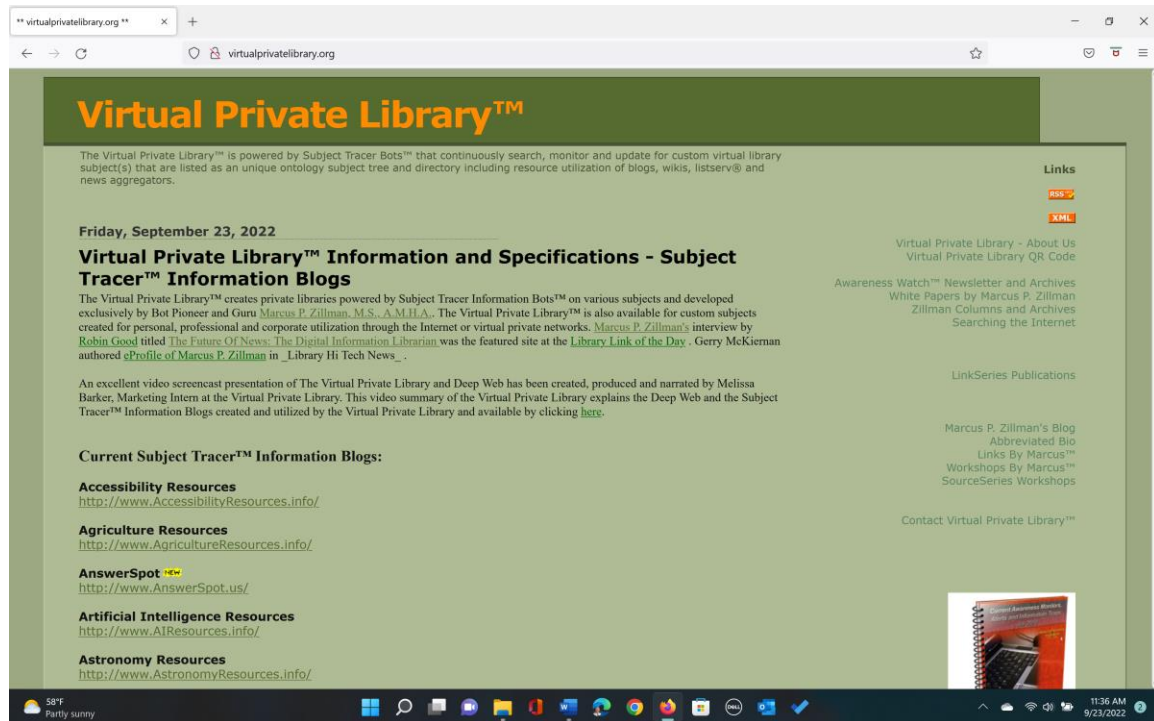 ** virtualprivatelibrary.org **
virtualprivatelibrary.org
Virtual Private Library™
The Virtual Private Library™ is powered by Subject Tracer Bots™ that continuously search, monitor and update for custom virtual library
subject(s) that are listed as an unique ontology subject tree and directory including resource utilization of blogs, wikis, listserv® and
news aggregators.
Friday, September 23, 2022
Virtual Private Library™ Information and Specifications - Subject
Tracer™ Information Blogs
The Virtual Private Library™ creates private libraries powered by Subject Tracer Information Bots™ on various subjects and developed
exclusively by Bot Pioneer and Guru Marcus P. Zillman, M.S., A.M.H.A.. The Virtual Private Library™ is also available for custom subjects
created for personal, professional and corporate utilization through the Internet or virtual private networks. Marcus P. Zillman's interview by
Robin Good titled The Future Of News: The Digital Information Librarian was the featured site at the Library Link of the Day . Gerry McKiernan
authored eProfile of Marcus P. Zillman in _Library Hi Tech News_ .
An excellent video screencast presentation of The Virtual Private Library and Deep Web has been created, produced and narrated by Melissa
Barker, Marketing Intern at the Virtual Private Library. This video summary of the Virtual Private Library explains the Deep Web and the Subject
Tracer™ Information Blogs created and utilized by the Virtual Private Library and available by clicking here.
Current Subject Tracer™ Information Blogs:
Accessibility Resources
http://www.AccessibilityResources.info/
Agriculture Resources
http://www.AgricultureResources.info/
AnswerSpot NEW
http://www.AnswerSpot.us/
Artificial Intelligence Resources
http://www.AIResources.info/
Astronomy Resources
http://www.AstronomyResources.info/
Links
RSS
XML
Virtual Private Library - About Us
Virtual Private Library QR Code
Awareness Watch™ Newsletter and Archives
White Papers by Marcus P. Zillman
Zillman Columns and Archives
Searching the Internet
LinkSeries Publications
Marcus P. Zillman's Blog
Abbreviated Bio
Links By Marcus™
Workshops By Marcus™
SourceSeries Workshops
Contact Virtual Private Library™
58°F
Partly sunny
DELL
11:36 AM
9/23/2022
2